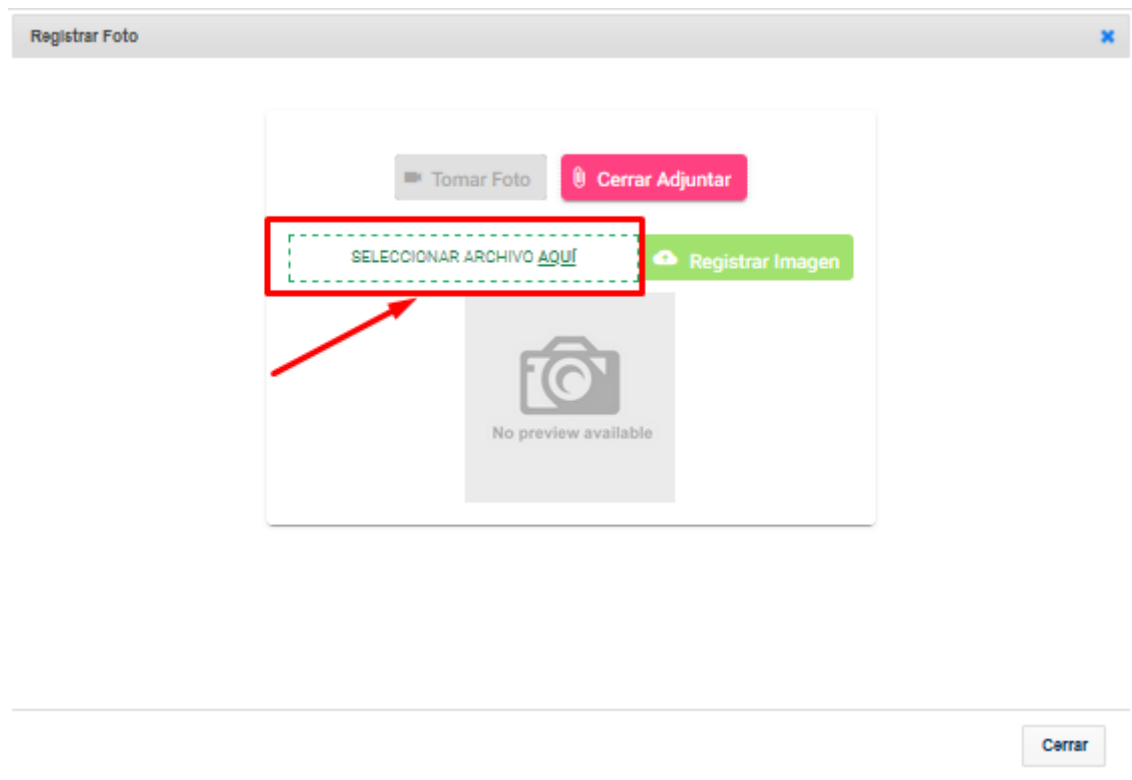 Registrar Foto
Tomar Foto
Cerrar Adjuntar
SELECCIONAR ARCHIVO AQUÍ
Registrar Imagen
No preview available
Cerrar